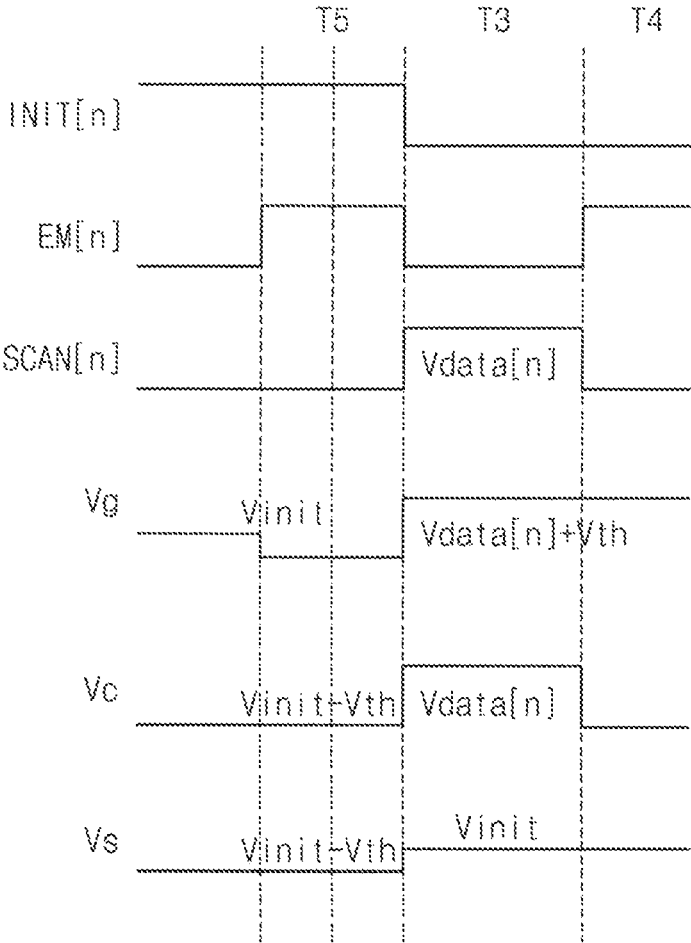 T5 T3 T4
INIT[n]
EM[n]
SCAN[n] Vdata[n]
Vg Vinit Vdata[n]+Vth
Vc Vinit-Vth Vdata[n]
Vs Vinit-Vth Vinit